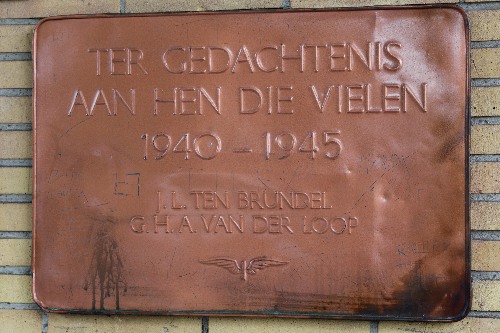 TER GEDACHTENIS
AAN HEN DIE VIELEN
1940 - 1945
J. L. TEN BRUNDEL
G. H. A. VAN DER LOOP